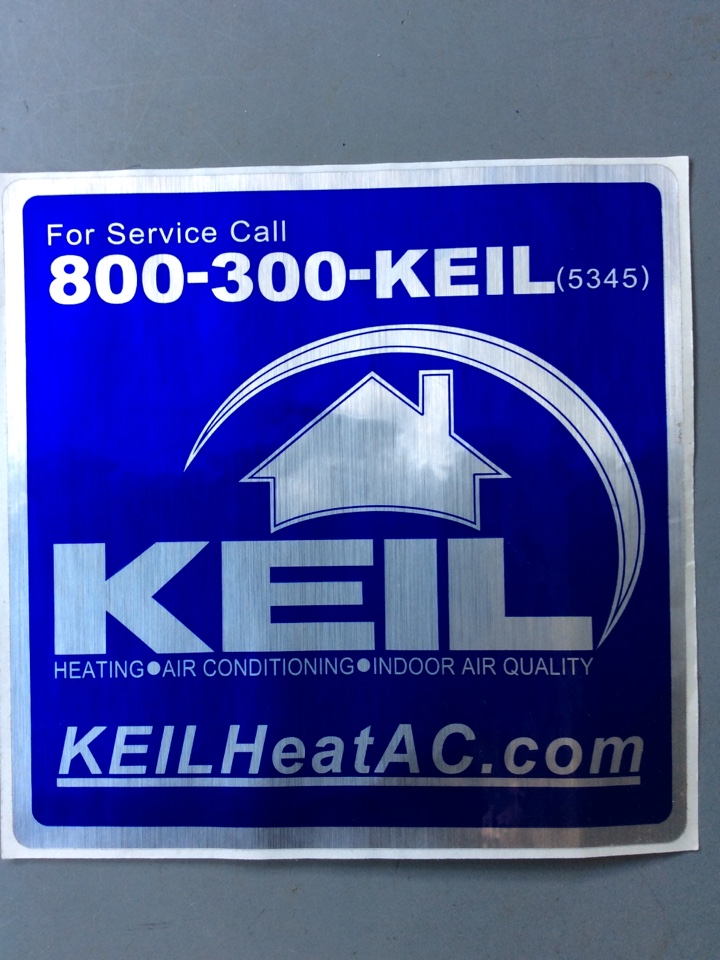 For Service Call
800-300-KEIL(5345)
KEIL
HEATING●AIR CONDITIONING●INDOOR AIR QUALITY
KEILHeatAC.com